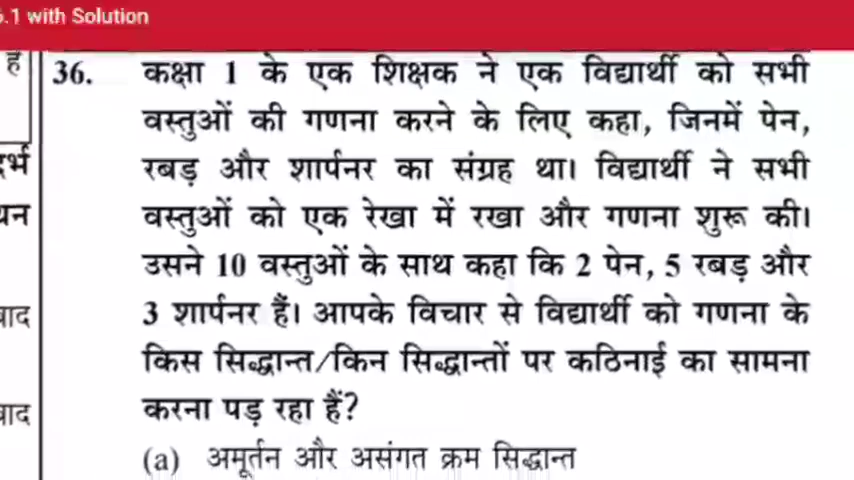 5.1 with Solution
है
36. कक्षा 1 के एक शिक्षक ने एक विद्यार्थी को सभी
वस्तुओं की गणना करने के लिए कहा, जिनमें पेन,
रबड़ और शार्पनर का संग्रह था। विद्यार्थी ने सभी
वस्तुओं को एक रेखा में रखा और गणना शुरू की।
उसने 10 वस्तुओं के साथ कहा कि 2 पेन, 5 रबड़ और
3 शार्पनर हैं। आपके विचार से विद्यार्थी को गणना के
किस सिद्धान्त/किन सिद्धान्तों पर कठिनाई का सामना
करना पड़ रहा हैं?
(a) अमूर्तन और असंगत क्रम सिद्धान्त